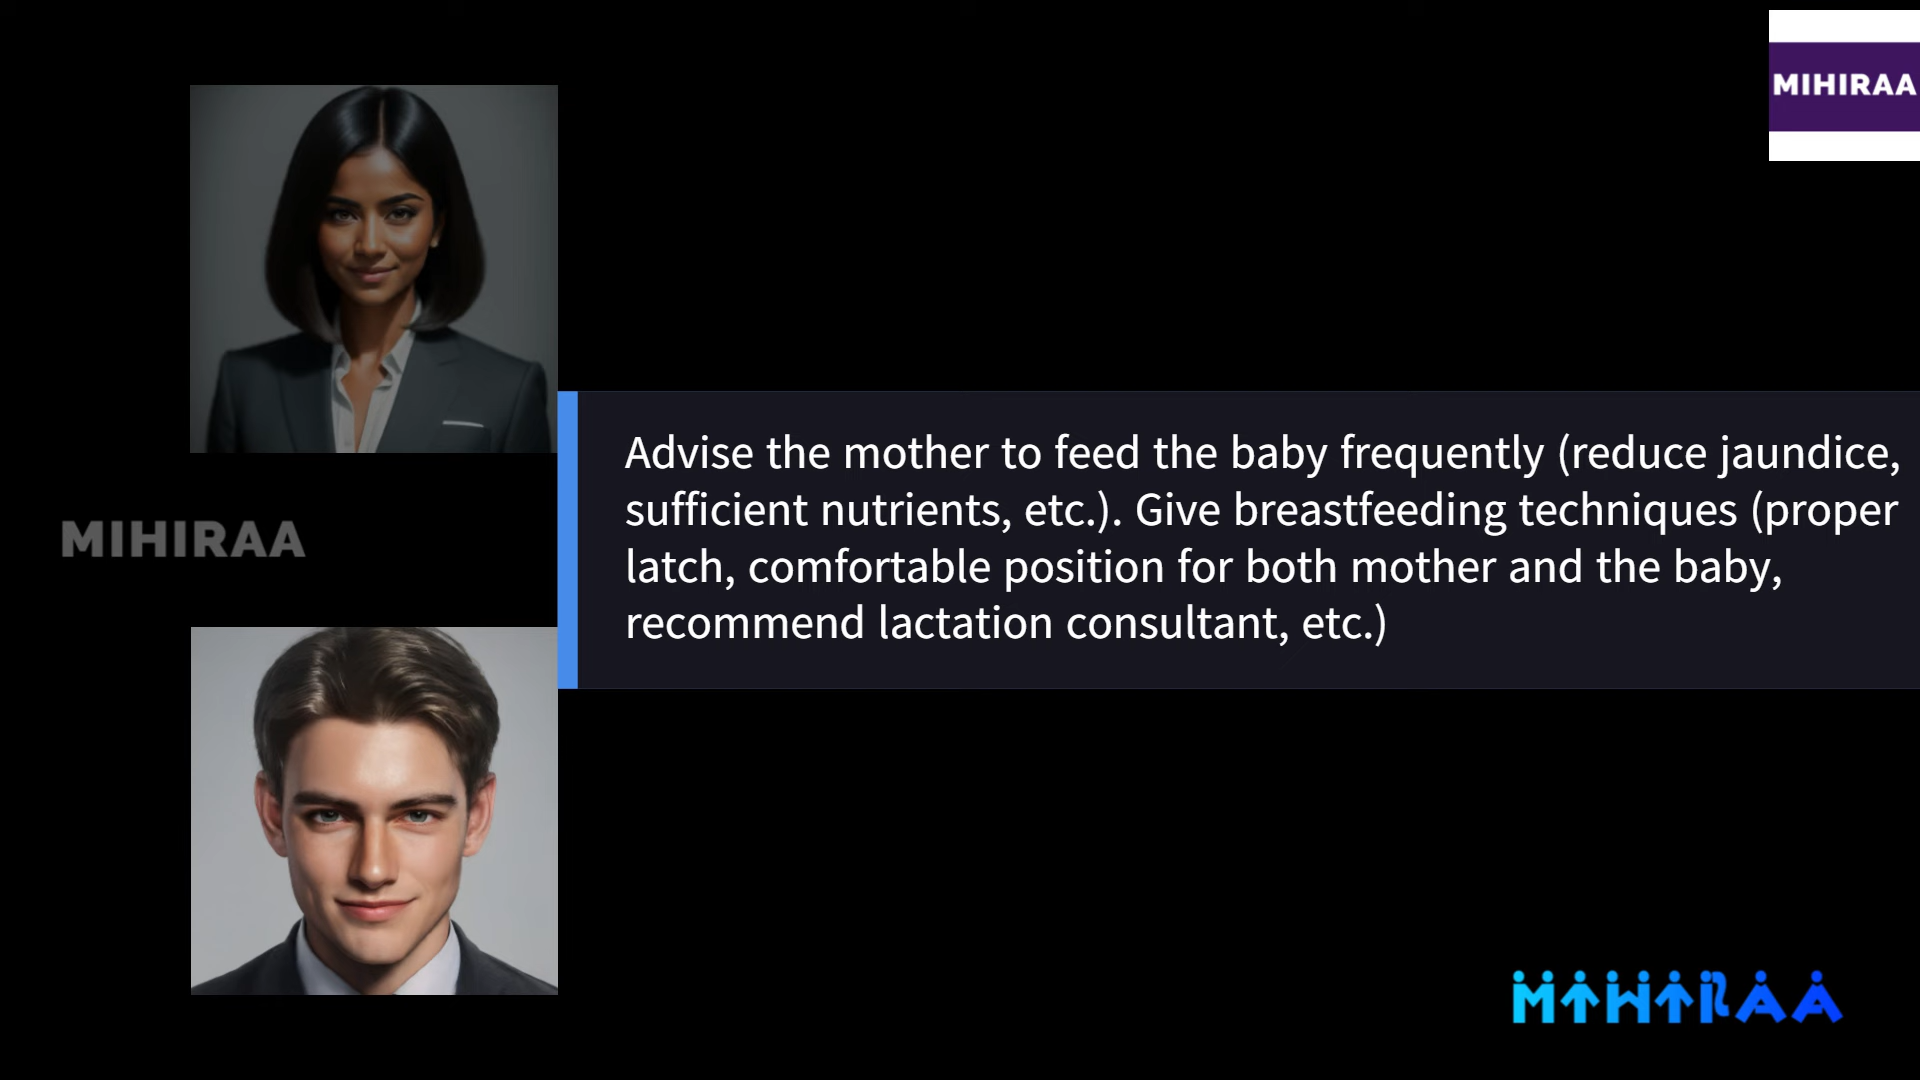 MIHIRAA
Advise the mother to feed the baby frequently (reduce jaundice,
sufficient nutrients, etc.). Give breastfeeding techniques (proper
latch, comfortable position for both mother and the baby,
recommend lactation consultant, etc.)
MIHIRAA
MIHIRAA